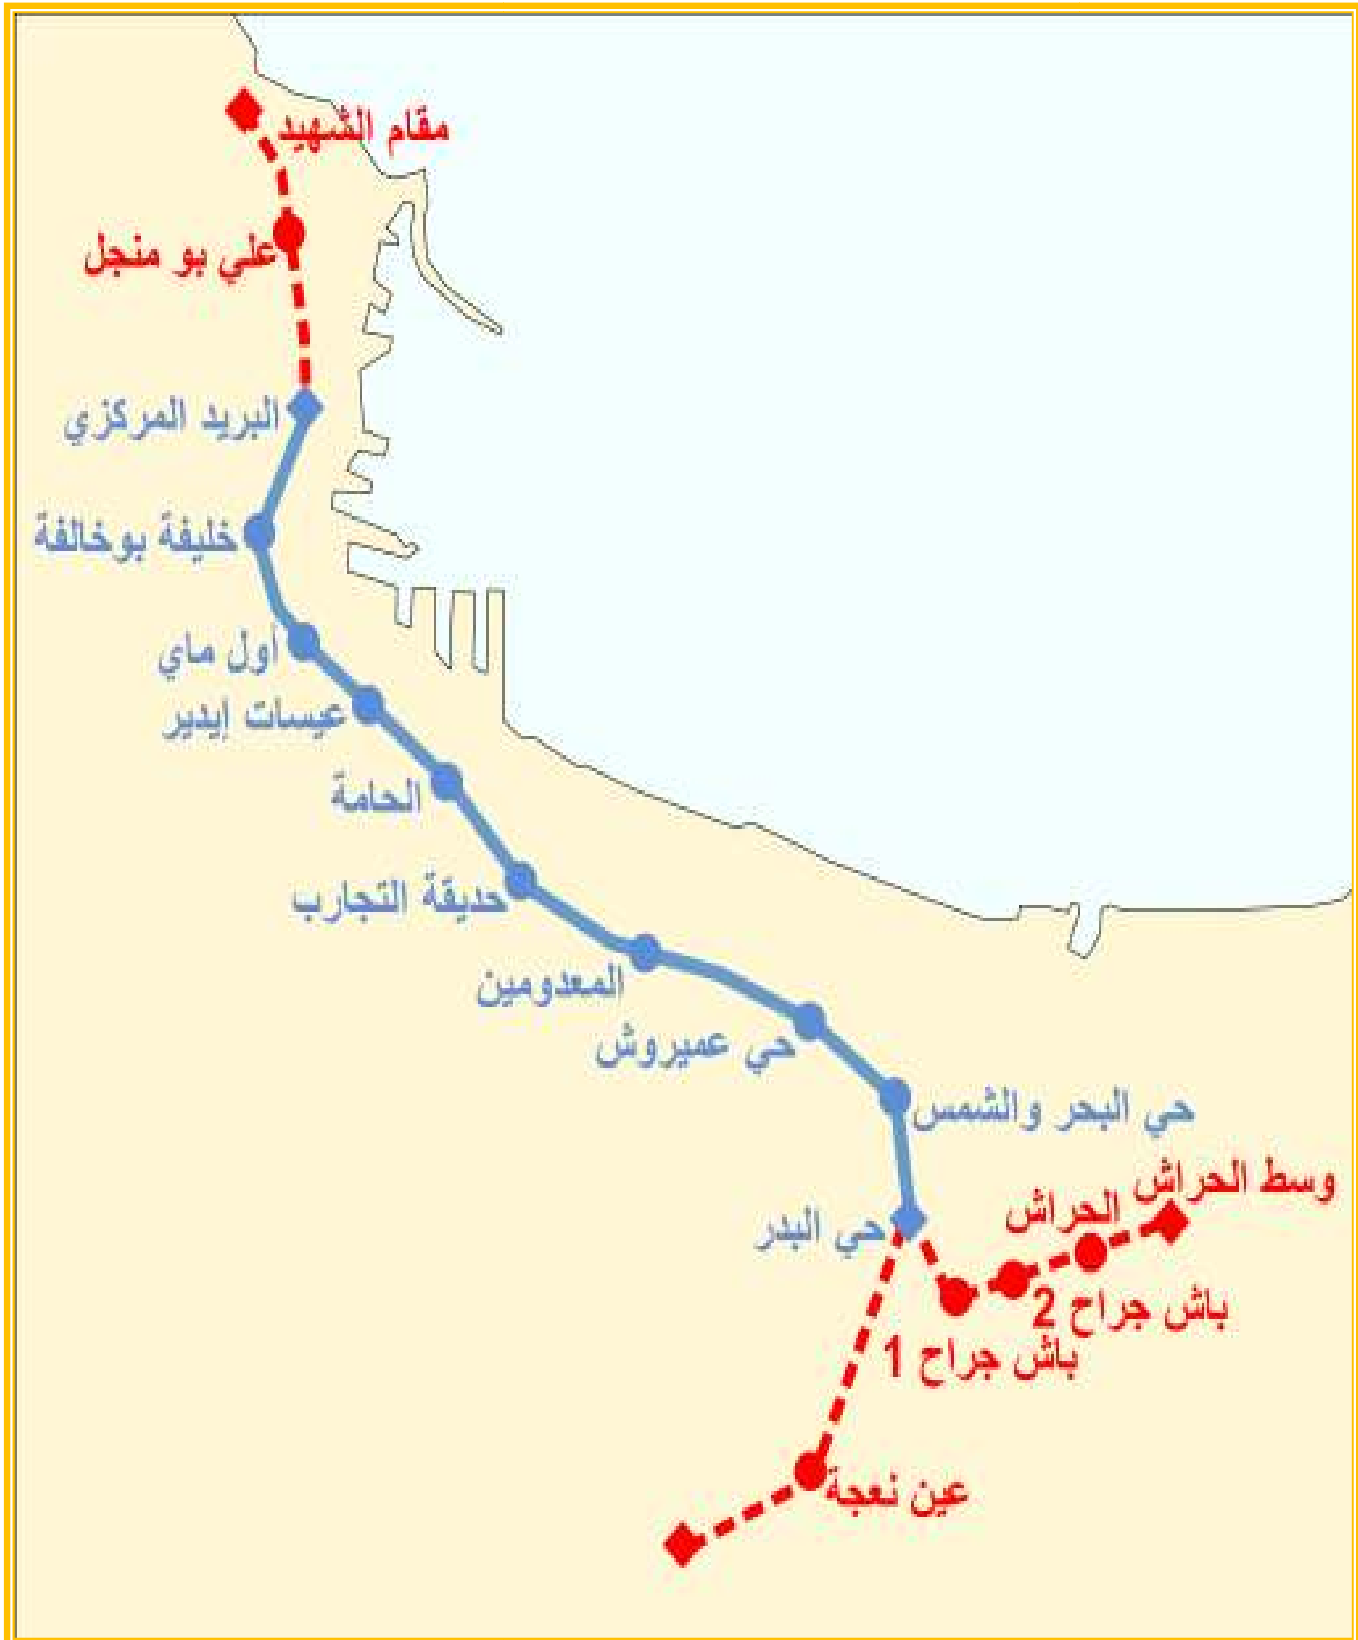 مقام الشهيد
علي بو منجل
البريد المركزي
خليفة بوخالفة
أول ماي
عيسات إيدير
الحامة
حديقة التجارب
المعدومين
حي عميروش
حي البحر والشمس
وسط الحراش
الحراش
حي البدر
باش جراح 2
باش جراح 1
عين نعجة